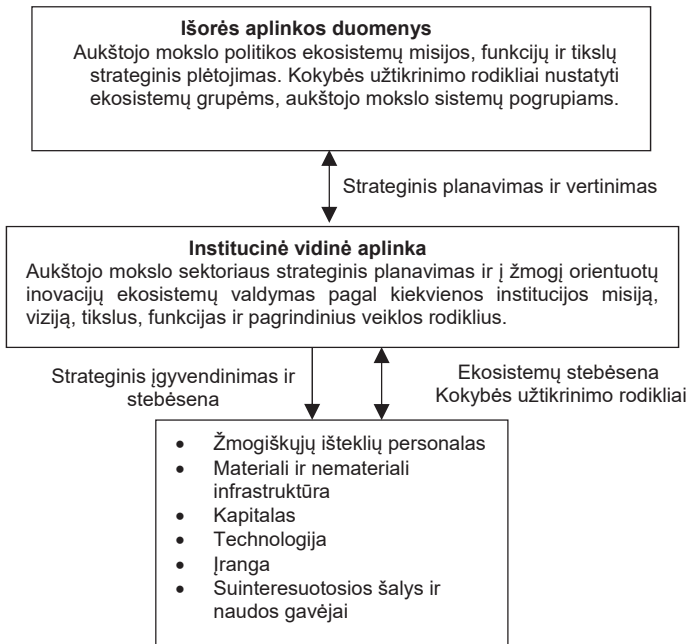 Išorės aplinkos duomenys
Aukštojo mokslo politikos ekosistemų misijos, funkcijų ir tikslų
strateginis plėtojimas. Kokybės užtikrinimo rodikliai nustatyti
ekosistemų grupėms, aukštojo mokslo sistemų pogrupiams.
Strateginis planavimas ir vertinimas
Institucinė vidinė aplinka
Aukštojo mokslo sektoriaus strateginis planavimas ir į žmogų orientuotų
inovacijų ekosistemų valdymas pagal kiekvienos institucijos misiją,
viziją, tikslus, funkcijas ir pagrindinius veiklos rodiklius.
Strateginis įgyvendinimas ir
stebėsena
Ekosistemų stebėsena
Kokybės užtikrinimo rodikliai
• Žmogiškųjų išteklių personalas
• Materiali ir nemateriali
infrastruktūra
• Kapitalas
• Technologija
• Įranga
• Suinteresuotosios šalys ir
naudos gavėjai